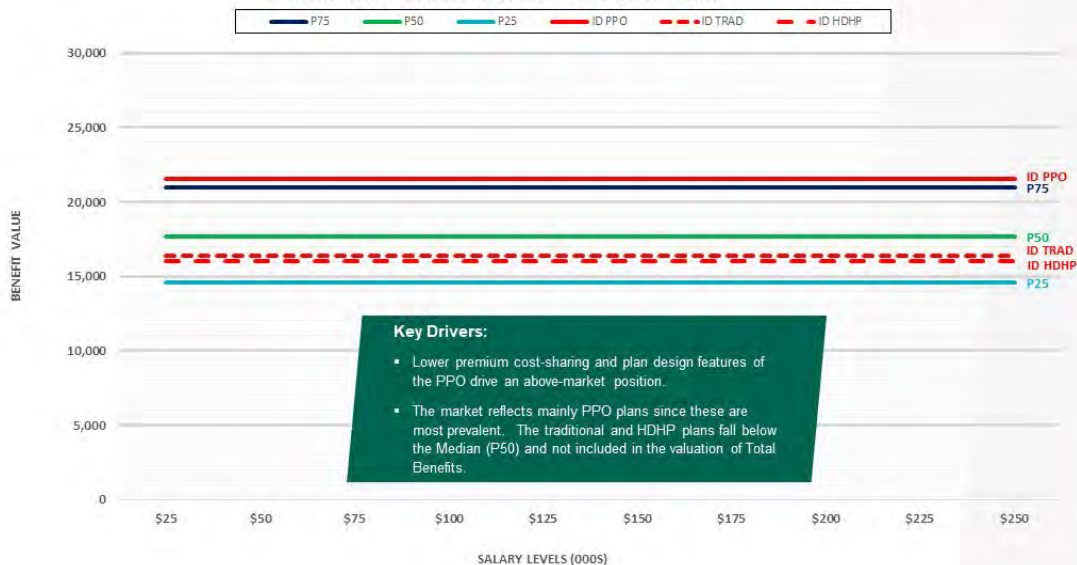 P75 P50 P25 ID PPO ID TRAD ID HDHP
30,000
25,000
20,000
15,000
10,000
5,000
0
BENEFIT VALUE
ID PPO
P75
P50
ID TRAD
ID HDHP
P25
Key Drivers:
▪ Lower premium cost-sharing and plan design features of
the PPO drive an above-market position.
▪ The market reflects mainly PPO plans since these are
most prevalent. The traditional and HDHP plans fall below
the Median (P50) and not included in the valuation of Total
Benefits.
$25 $50 $75 $100 $125 $150 $175 $200 $225 $250
SALARY LEVELS (000S)